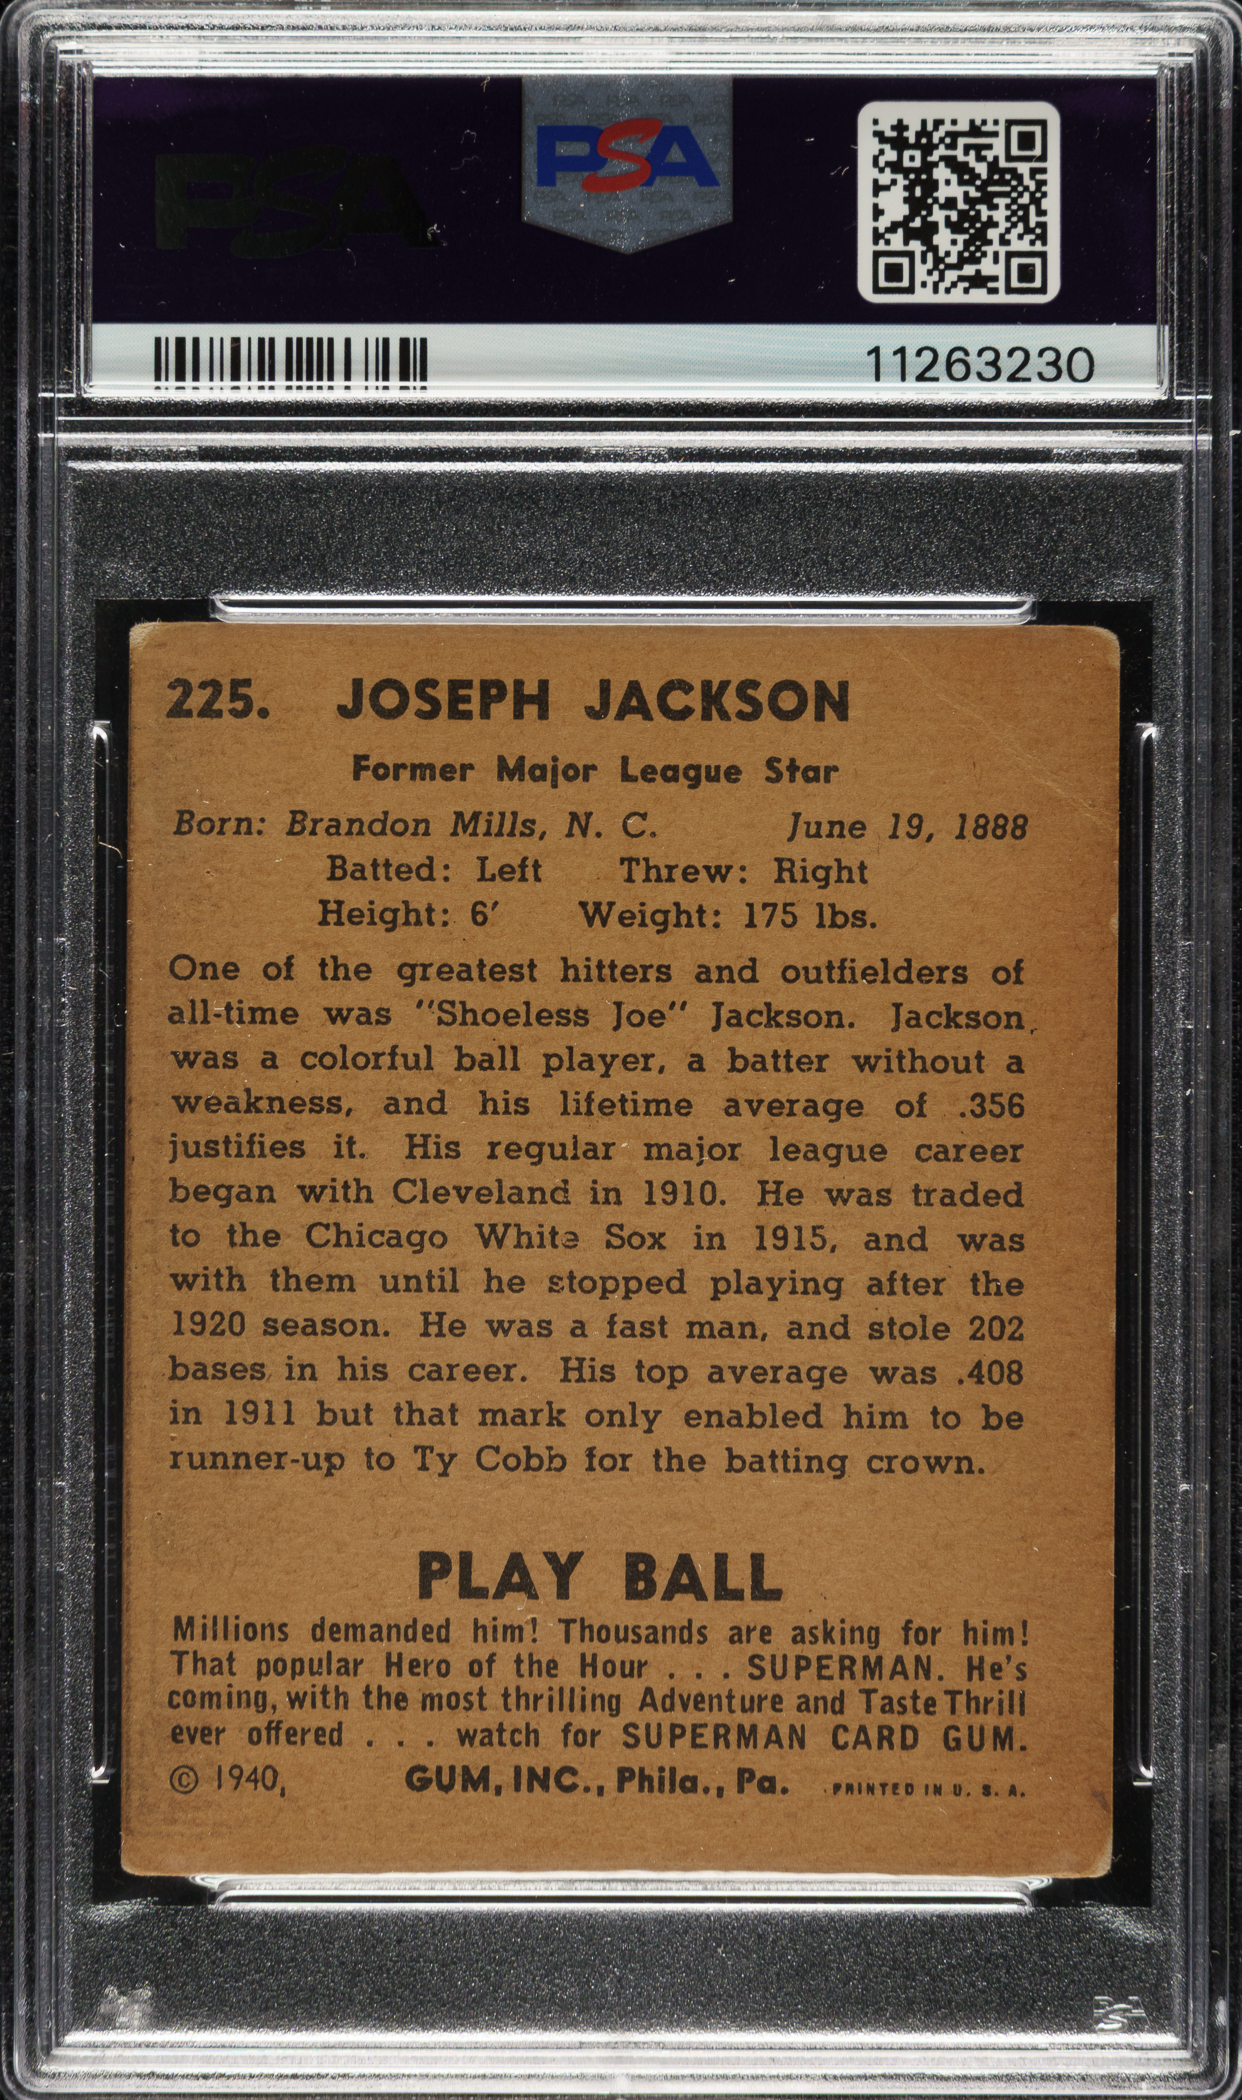 PSA
PSA
11263230
225. JOSEPH JACKSON
Former Major League Star
Born: Brandon Mills, N. C. June 19, 1888
Batted: Left Threw: Right
Height: 6′ Weight: 175 lbs.
One of the greatest hitters and outfielders of
all-time was "Shoeless Joe" Jackson. Jackson
was a colorful ball player, a batter without a
weakness, and his lifetime average of .356
justifies it. His regular major league career
began with Cleveland in 1910. He was traded
to the Chicago White Sox in 1915, and was
with them until he stopped playing after the
1920 season. He was a fast man, and stole 202
bases in his career. His top average was .408
in 1911 but that mark only enabled him to be
runner-up to Ty Cobb for the batting crown.
PLAY BALL
Millions demanded him! Thousands are asking for him!
That popular Hero of the Hour . . . SUPERMAN. He's
coming, with the most thrilling Adventure and Taste Thrill
ever offered . . . watch for SUPERMAN CARD GUM.
© 1940, GUM, INC., Phila., Pa. PRINTED IN U. S. A.
PSA